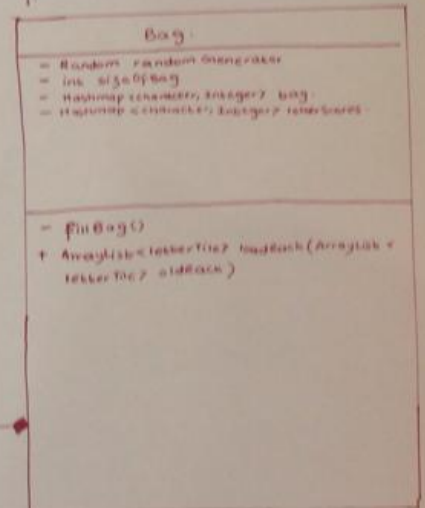 Bag.
- Random randomGenerator
- int sizeOfBag
- Hashmap <character, Integer> bag.
- Hashmap <character, Integer> letterScores.
- fillBag()
+ Arraylist<letterTile> loadRack (Arraylist <
letterTile> oldRack)